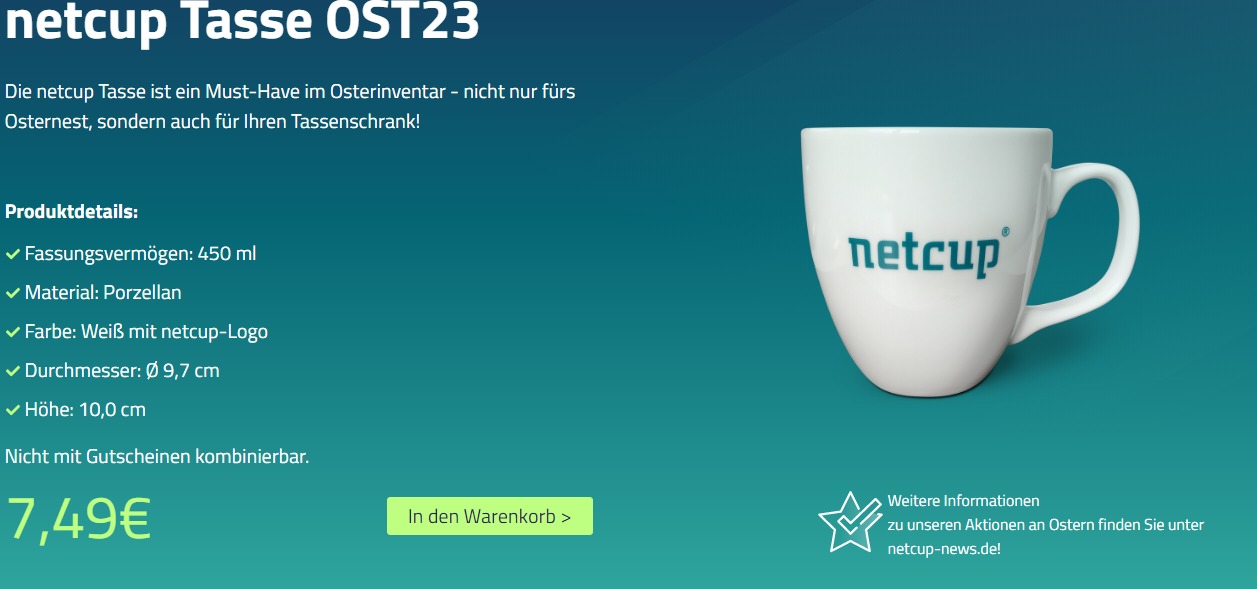 netcup Tasse OST23
Die netcup Tasse ist ein Must-Have im Osterinventar - nicht nur fürs
Osternest, sondern auch für Ihren Tassenschrank!
Produktdetails:
Fassungsvermögen: 450 ml
Material: Porzellan
Farbe: Weiß mit netcup-Logo
Durchmesser: Ø 9,7 cm
Höhe: 10,0 cm
Nicht mit Gutscheinen kombinierbar.
7,49€
In den Warenkorb >
netcup®
Weitere Informationen
zu unseren Aktionen an Ostern finden Sie unter
netcup-news.de!